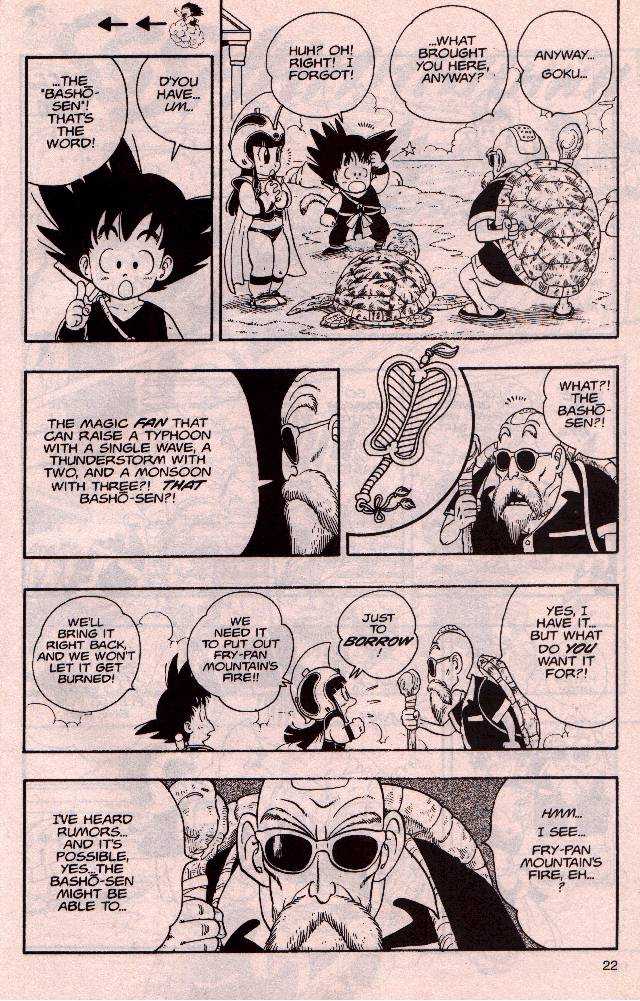 ANYWAY...
GOKU...
...WHAT
BROUGHT
YOU HERE,
ANYWAY?
HUH? OH!
RIGHT! I
FORGOT!
D'YOU
HAVE...
UM...
...THE
"BASHŌ-
SEN"!
THAT'S
THE
WORD!
WHAT?!
THE
BASHŌ-
SEN?!
THE MAGIC FAN THAT
CAN RAISE A TYPHOON
WITH A SINGLE WAVE, A
THUNDERSTORM WITH
TWO, AND A MONSOON
WITH THREE?! THAT
BASHŌ-SEN?!
YES, I
HAVE IT...
BUT WHAT
DO YOU
WANT IT
FOR?!
JUST
TO
BORROW
WE
NEED IT
TO PUT OUT
FRY-PAN
MOUNTAIN'S
FIRE!!
WE'LL
BRING IT
RIGHT BACK,
AND WE WON'T
LET IT GET
BURNED!!
HMM...
I SEE...
FRY-PAN
MOUNTAIN'S
FIRE, EH...
?
I'VE HEARD
RUMORS...
AND IT'S
POSSIBLE,
YES...THE
BASHŌ-SEN
MIGHT BE
ABLE TO...
22